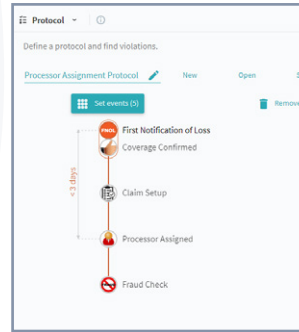 Protocol
Define a protocol and find violations.
Processor Assignment Protocol New Open
Set events (5) Remove
FNOL First Notification of Loss
Coverage Confirmed
< 3 days
Claim Setup
Processor Assigned
Fraud Check